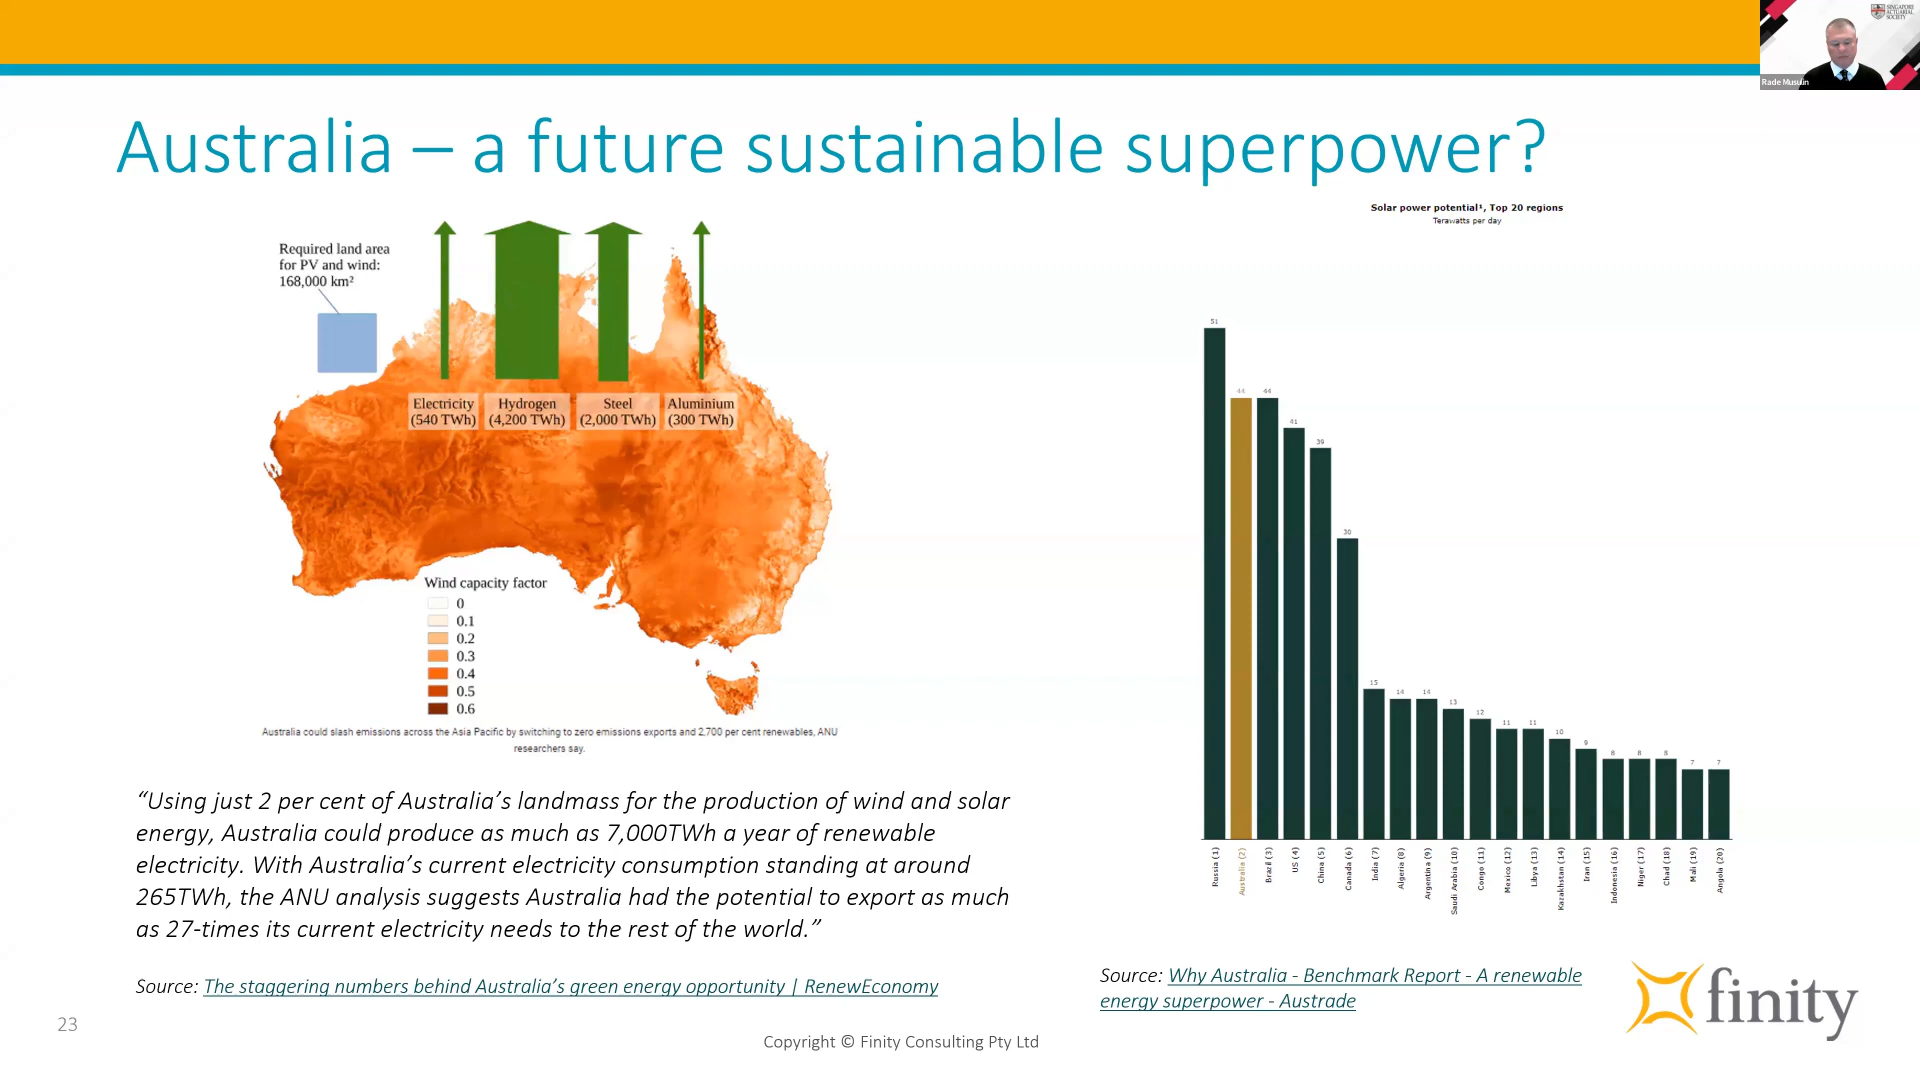 SINGAPORE
ACTUARIAL
SOCIETY
Rade Musulin
Australia – a future sustainable superpower?
Required land area
for PV and wind:
168,000 km²
Electricity
(540 TWh)
Hydrogen
(4,200 TWh)
Steel
(2,000 TWh)
Aluminium
(300 TWh)
Wind capacity factor
0
0.1
0.2
0.3
0.4
0.5
0.6
Australia could slash emissions across the Asia Pacific by switching to zero emissions exports and 2,700 per cent renewables, ANU
researchers say.
“Using just 2 per cent of Australia’s landmass for the production of wind and solar
energy, Australia could produce as much as 7,000TWh a year of renewable
electricity. With Australia’s current electricity consumption standing at around
265TWh, the ANU analysis suggests Australia had the potential to export as much
as 27-times its current electricity needs to the rest of the world.”
Source: The staggering numbers behind Australia’s green energy opportunity | RenewEconomy
Solar power potential¹, Top 20 regions
Terawatts per day
51
44
44
41
39
30
15
14
14
13
12
11
11
10
9
8
8
8
7
7
Russia (1)
Australia (2)
Brazil (3)
US (4)
China (5)
Canada (6)
India (7)
Algeria (8)
Argentina (9)
Saudi Arabia (10)
Congo (11)
Mexico (12)
Libya (13)
Kazakhstan (14)
Iran (15)
Indonesia (16)
Niger (17)
Chad (18)
Mali (19)
Angola (20)
Source: Why Australia - Benchmark Report - A renewable
energy superpower - Austrade
finity
23
Copyright © Finity Consulting Pty Ltd